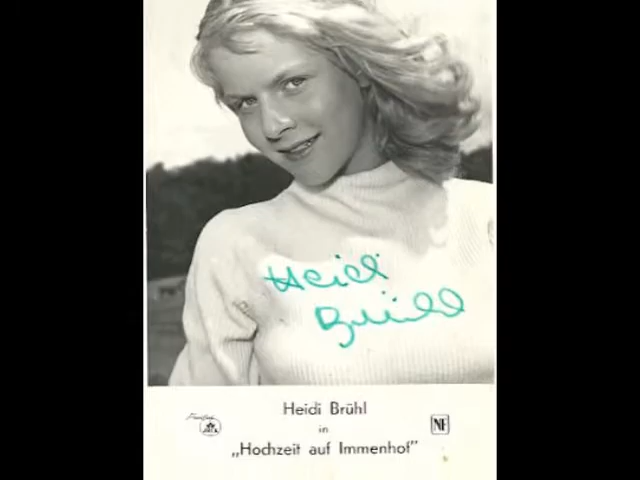 Heidi
Brühl
Heidi Brühl
in
NF
„Hochzeit auf Immenhof"